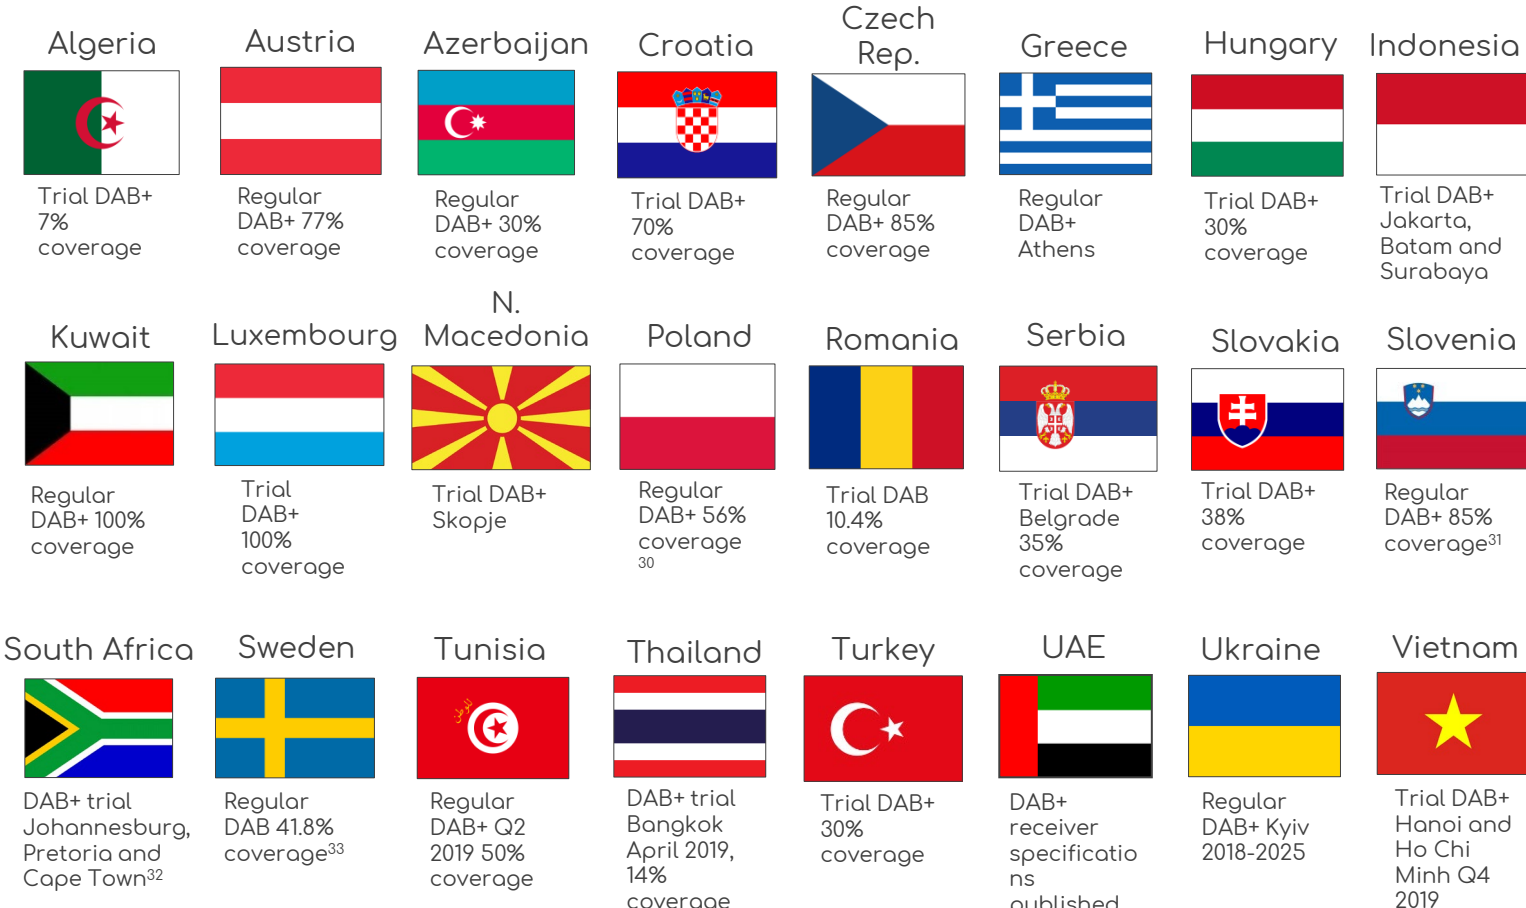 Algeria
Trial DAB+
7%
coverage
Austria
Regular
DAB+ 77%
coverage
Azerbaijan
Regular
DAB+ 30%
coverage
Croatia
Trial DAB+
70%
coverage
Czech
Rep.
Regular
DAB+ 85%
coverage
Greece
Regular
DAB+
Athens
Hungary
Trial DAB+
30%
coverage
Indonesia
Trial DAB+
Jakarta,
Batam and
Surabaya
Kuwait
Regular
DAB+ 100%
coverage
Luxembourg
Trial
DAB+
100%
coverage
N.
Macedonia
Trial DAB+
Skopje
Poland
Regular
DAB+ 56%
coverage
30
Romania
Trial DAB
10.4%
coverage
Serbia
Trial DAB+
Belgrade
35%
coverage
Slovakia
Trial DAB+
38%
coverage
Slovenia
Regular
DAB+ 85%
coverage31
South Africa
DAB+ trial
Johannesburg,
Pretoria and
Cape Town32
Sweden
Regular
DAB 41.8%
coverage33
Tunisia
Regular
DAB+ Q2
2019 50%
coverage
Thailand
DAB+ trial
Bangkok
April 2019,
14%
coverage
Turkey
Trial DAB+
30%
coverage
UAE
DAB+
receiver
specificatio
ns
published
Ukraine
Regular
DAB+ Kyiv
2018-2025
Vietnam
Trial DAB+
Hanoi and
Ho Chi
Minh Q4
2019